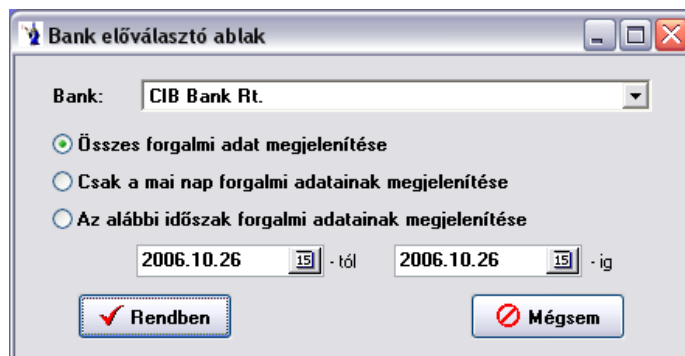 Bank előválasztó ablak
Bank: CIB Bank Rt.
Összes forgalmi adat megjelenítése
Csak a mai nap forgalmi adatainak megjelenítése
Az alábbi időszak forgalmi adatainak megjelenítése
2006.10.26 15 - tól 2006.10.26 15 - ig
Rendben Mégsem